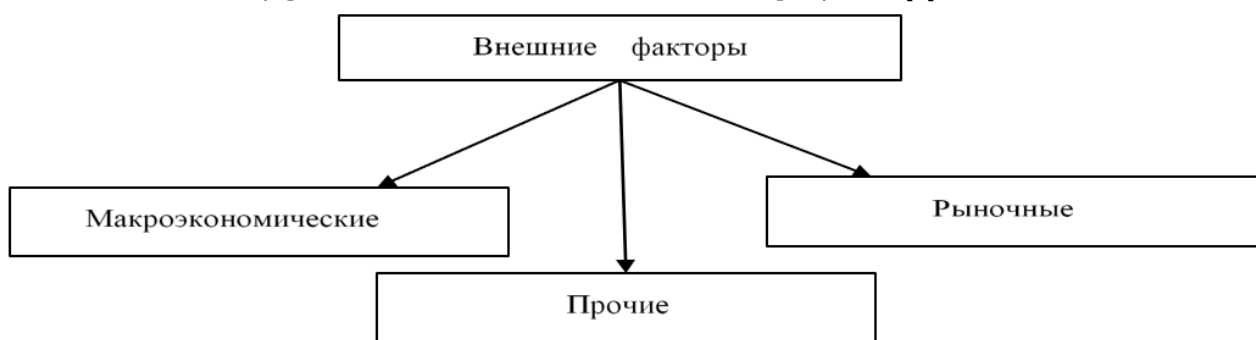 Внешние факторы
Макроэкономические
Рыночные
Прочие